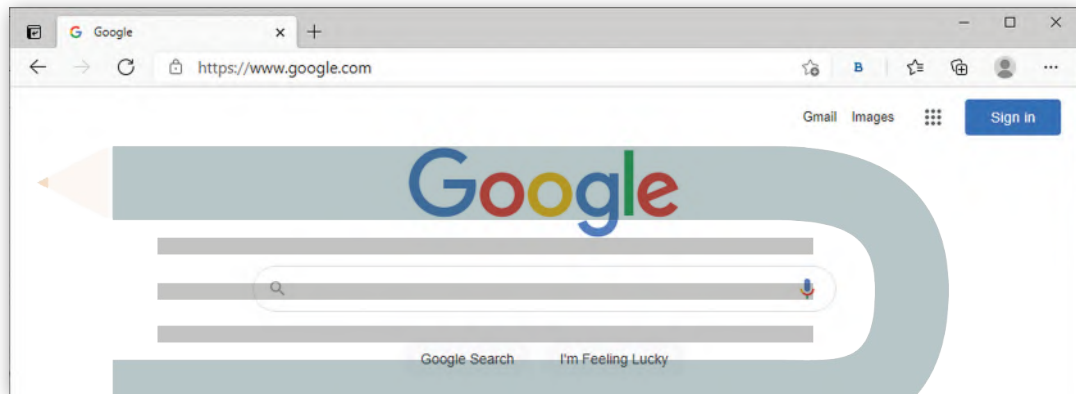 Google
https://www.google.com
B
Gmail Images Sign in
Google
Google Search I'm Feeling Lucky